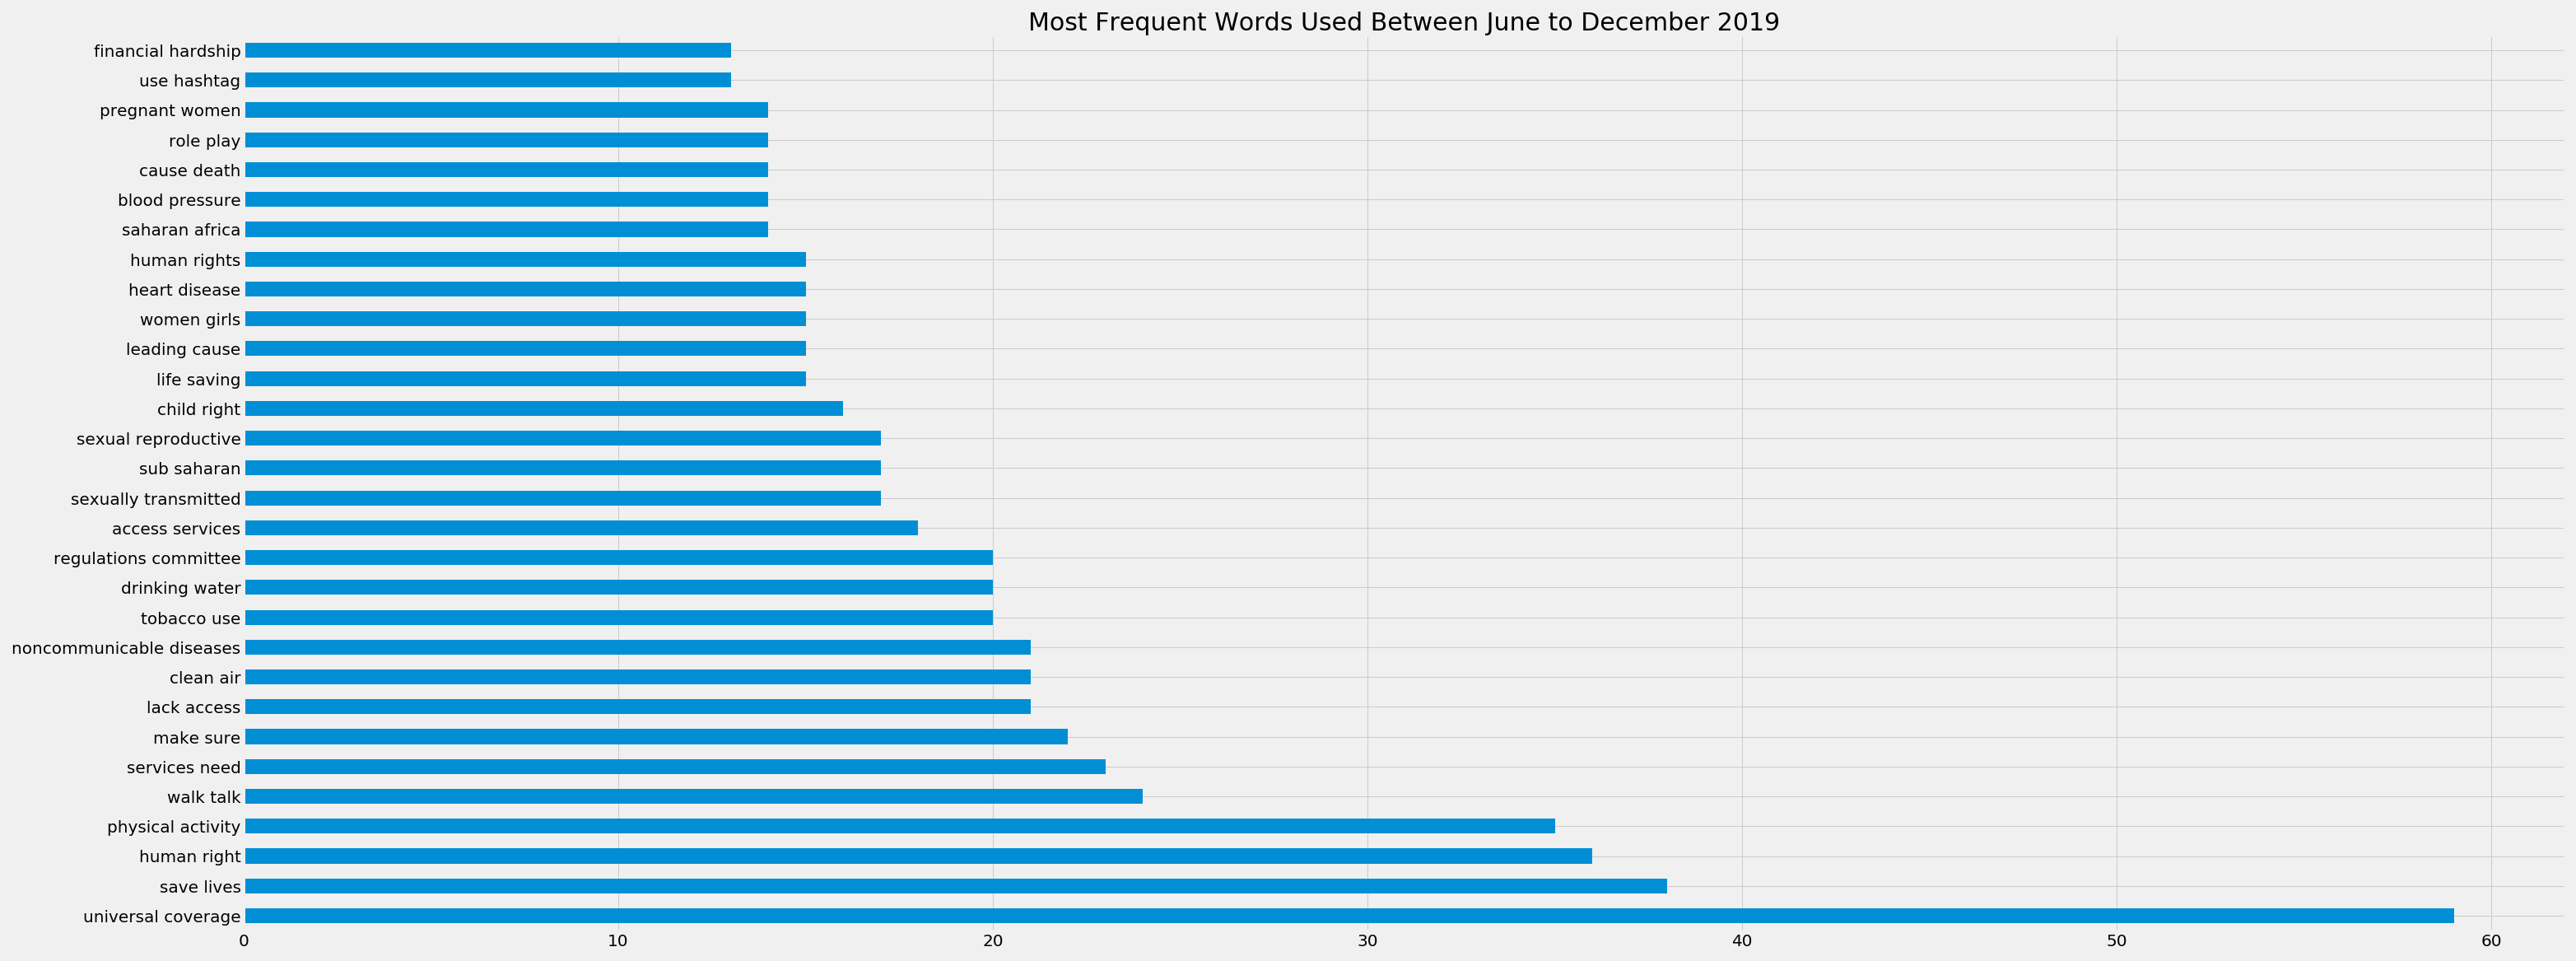 Most Frequent Words Used Between June to December 2019
financial hardship
use hashtag
pregnant women
role play
cause death
blood pressure
saharan africa
human rights
heart disease
women girls
leading cause
life saving
child right
sexual reproductive
sub saharan
sexually transmitted
access services
regulations committee
drinking water
tobacco use
noncommunicable diseases
clean air
lack access
make sure
services need
walk talk
physical activity
human right
save lives
universal coverage
0 10 20 30 40 50 60